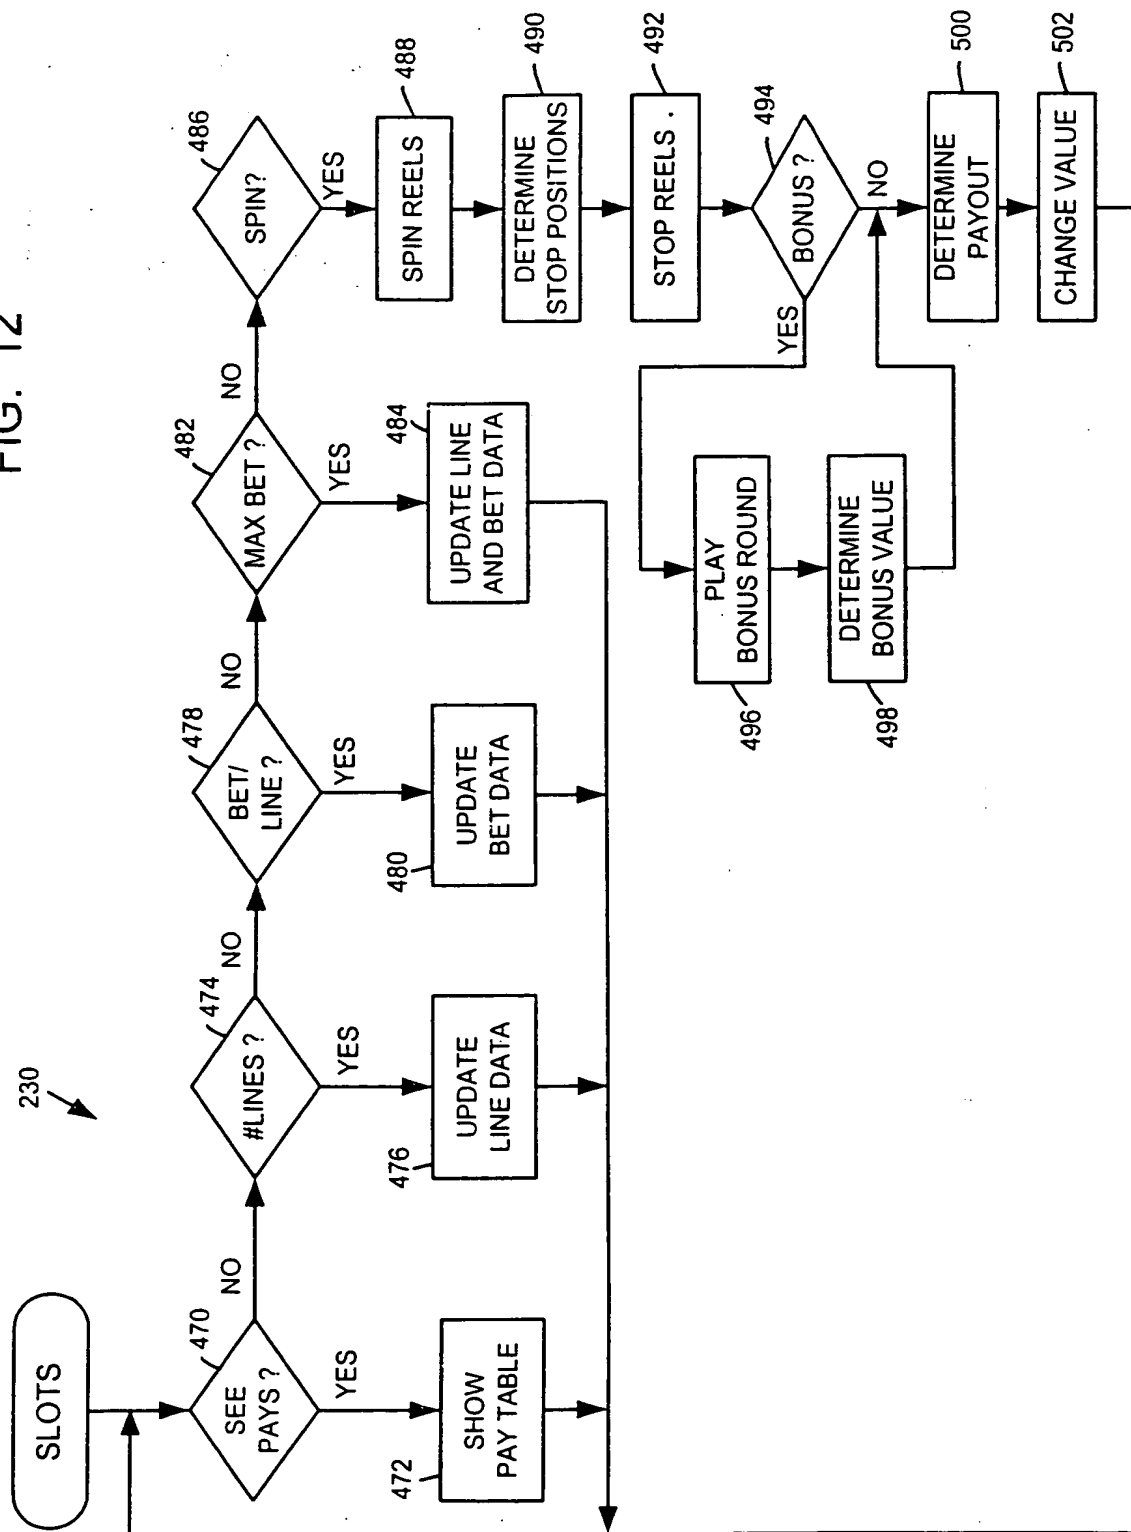 FIG. 12
230
SLOTS
470
SEE
PAYS ?
NO
YES
472
SHOW
PAY TABLE
474
#LINES ?
NO
YES
476
UPDATE
LINE DATA
478
BET/
LINE ?
NO
YES
480
UPDATE
BET DATA
482
MAX BET ?
NO
YES
484
UPDATE LINE
AND BET DATA
486
SPIN?
YES
488
SPIN REELS
490
DETERMINE
STOP POSITIONS
492
STOP REELS .
494
BONUS ?
YES
NO
496
PLAY
BONUS ROUND
498
DETERMINE
BONUS VALUE
500
DETERMINE
PAYOUT
502
CHANGE VALUE